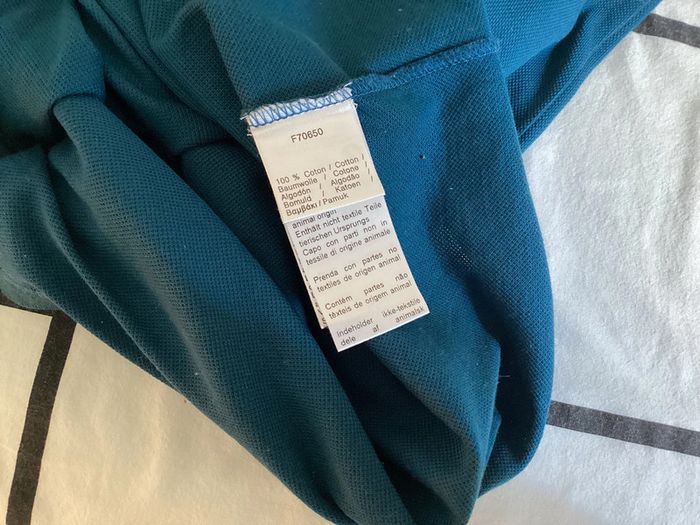 F70650
100 % Coton / Cotton /
Baumwolle / Cotone /
Algodón / Algodão /
Bomuld / Katoen /
Βαμβάκι / Pamuk
animal origin
Enthält nicht textile Teile
tierischen Ursprungs
Capo con parti non in
tessile di origine animale
Prenda con partes no
textiles de origen animal
Contém partes não
têxteis de origem animal
Indeholder ikke-tekstile
dele af animalsk